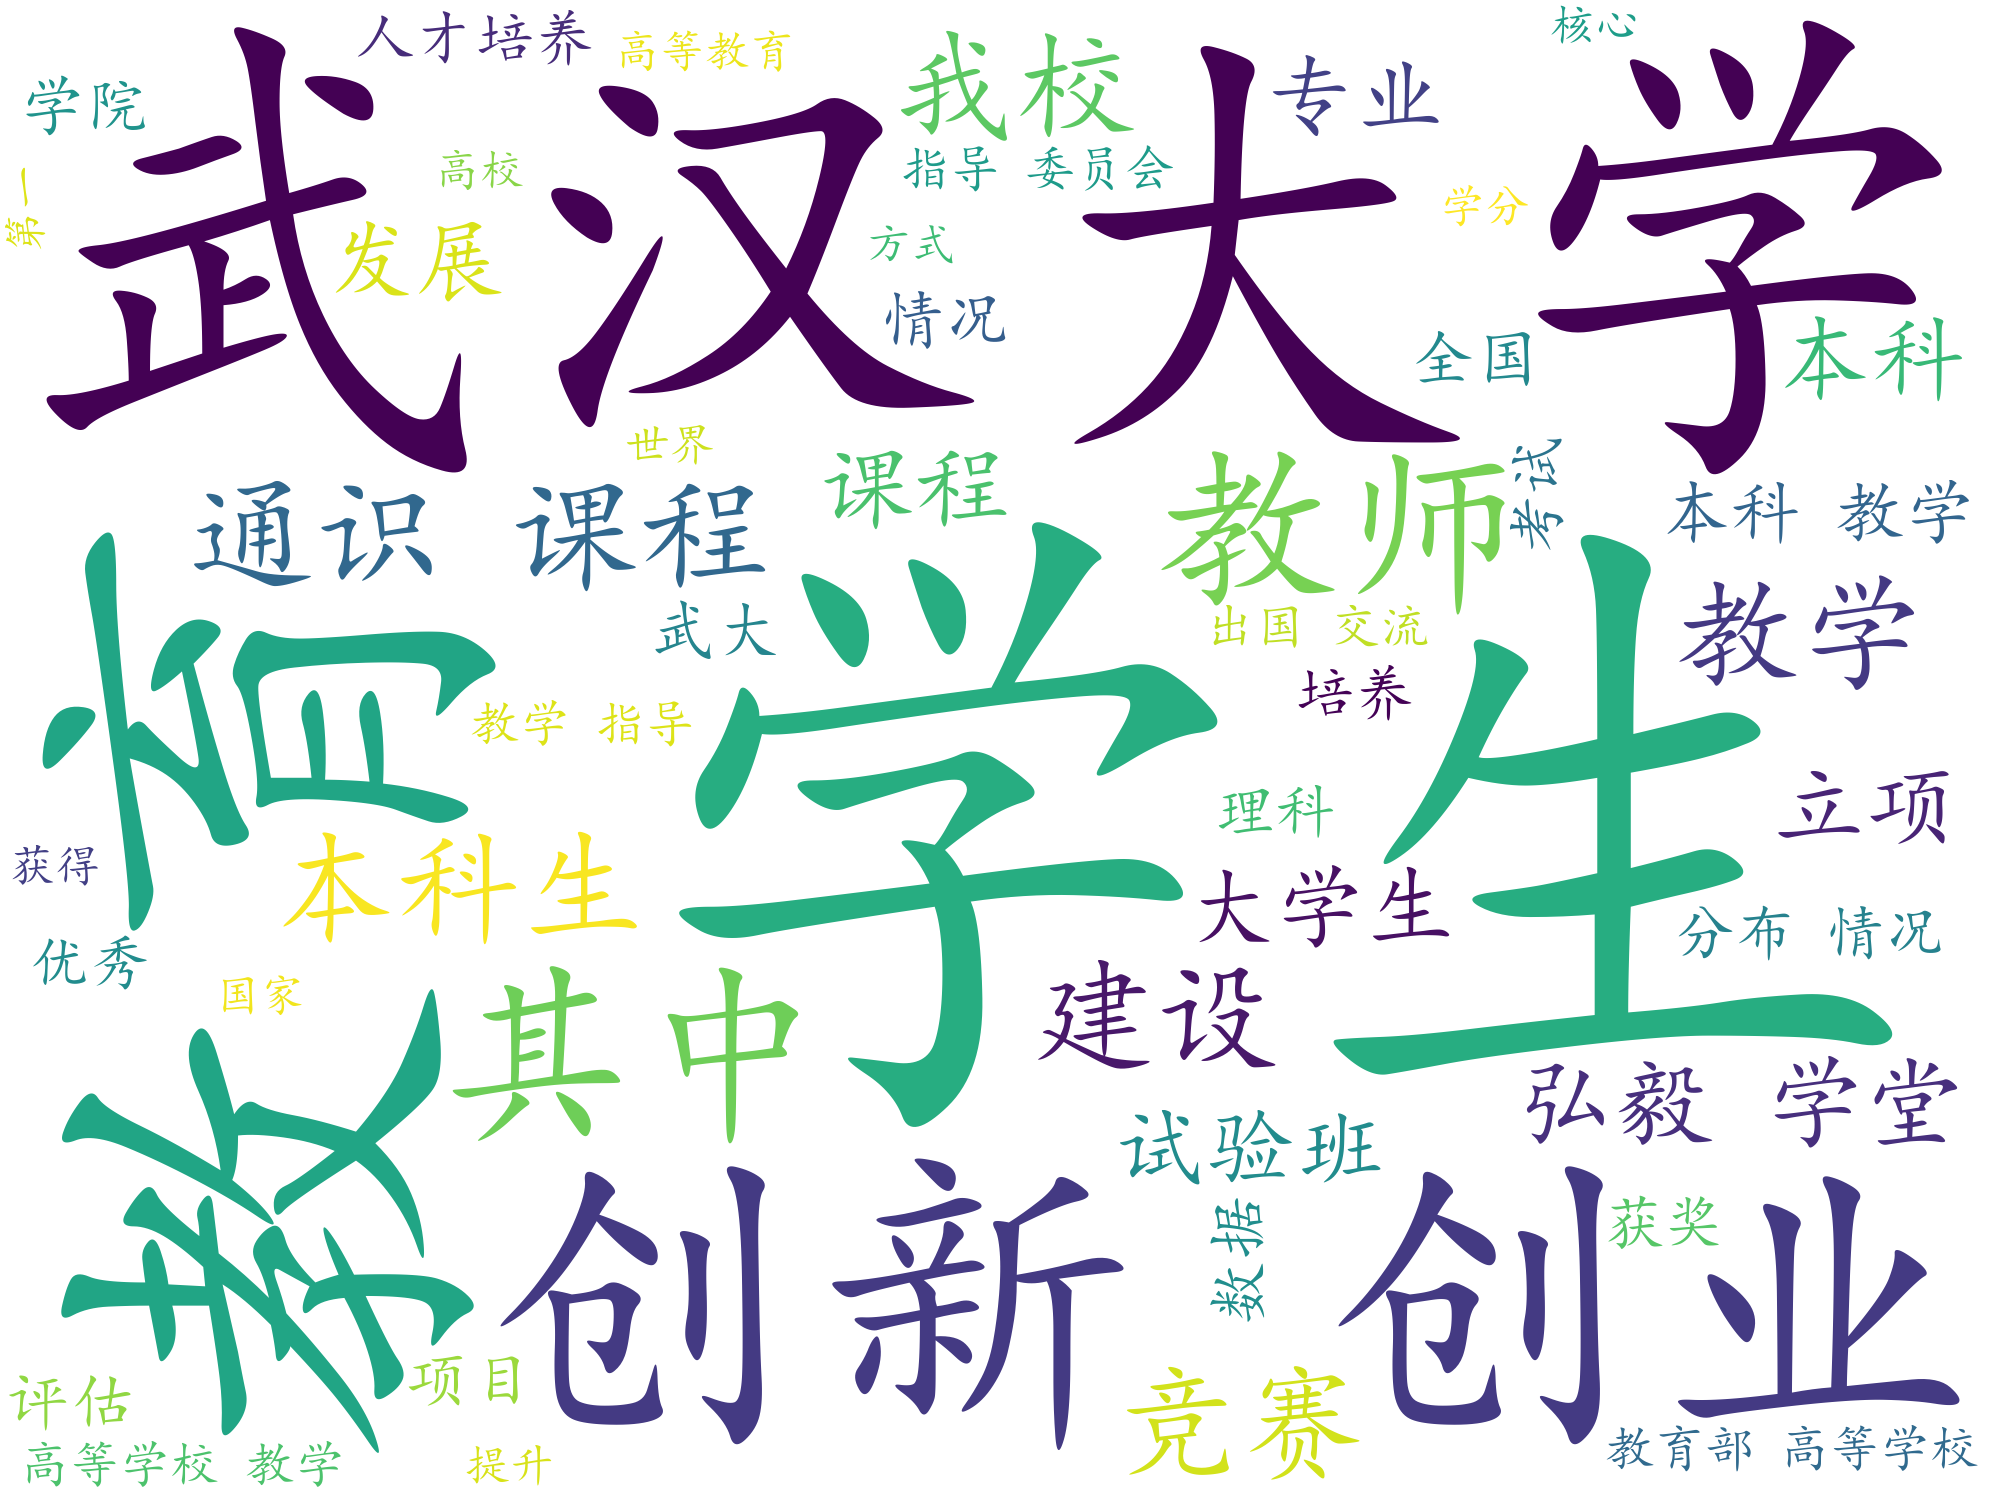 武汉大学
人才培养
高等教育
核心
学院
我校
专业
高校
指导 委员会
第一
学分
发展
方式
情况
全国
本科
世界
通识 课程
课程
教师
考试
本科 教学
教育
学生
武大
出国 交流
教学
培养
教学 指导
立项
理科
本科生
获得
大学生
优秀
分布 情况
国家
其中
建设
弘毅 学堂
试验班
创新 创业
数据
获奖
评估
项目
竞赛
高等学校 教学
提升
教育部 高等学校